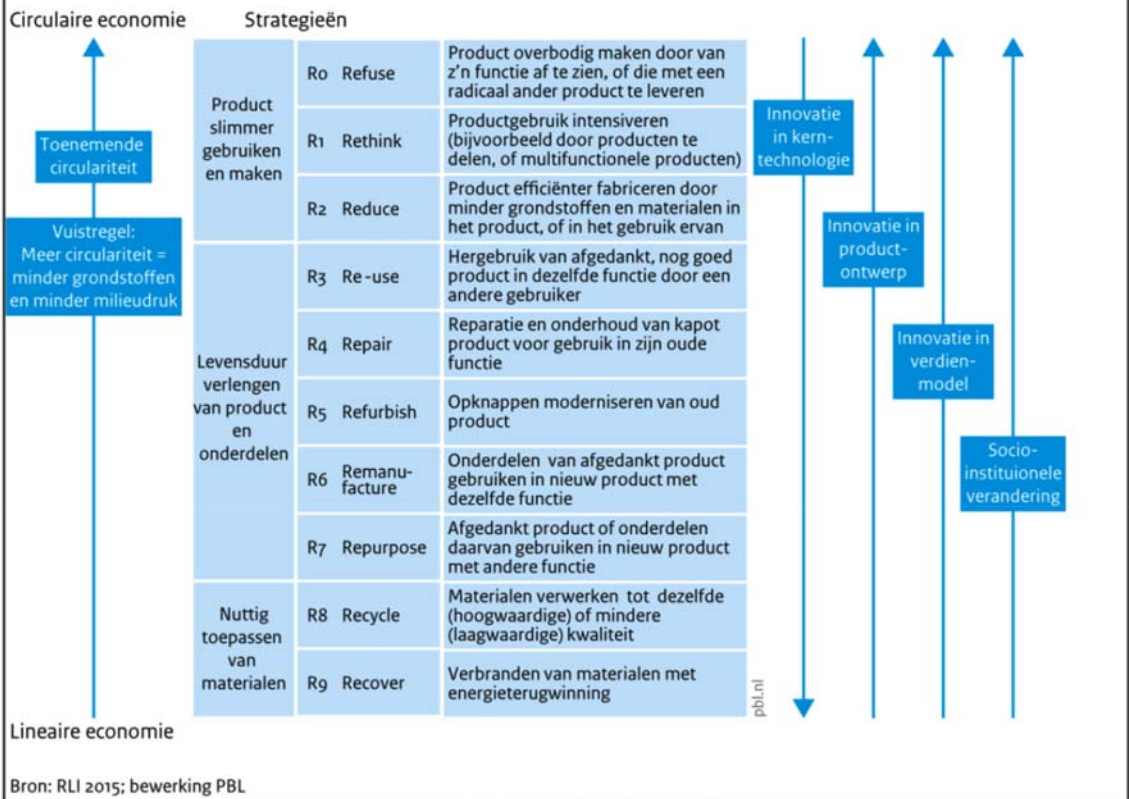 Circulaire economie
Strategieën
Toenemende
circulariteit
Vuistregel:
Meer circulariteit =
minder grondstoffen
en minder milieudruk
Product
slimmer
gebruiken
en maken
R0 Refuse
Product overbodig maken door van
z'n functie af te zien, of die met een
radicaal ander product te leveren
R1 Rethink
Productgebruik intensiveren
(bijvoorbeeld door producten te
delen, of multifunctionele producten)
R2 Reduce
Product efficiënter fabriceren door
minder grondstoffen en materialen in
het product, of in het gebruik ervan
Levensduur
verlengen
van product
en
onderdelen
R3 Re-use
Hergebruik van afgedankt, nog goed
product in dezelfde functie door een
andere gebruiker
R4 Repair
Reparatie en onderhoud van kapot
product voor gebruik in zijn oude
functie
R5 Refurbish
Opknappen moderniseren van oud
product
R6 Remanu-
facture
Onderdelen van afgedankt product
gebruiken in nieuw product met
dezelfde functie
R7 Repurpose
Afgedankt product of onderdelen
daarvan gebruiken in nieuw product
met andere functie
Nuttig
toepassen
van
materialen
R8 Recycle
Materialen verwerken tot dezelfde
(hoogwaardige) of mindere
(laagwaardige) kwaliteit
R9 Recover
Verbranden van materialen met
energieterugwinning
pbl.nl
Innovatie
in kern-
technologie
Innovatie in
product-
ontwerp
Innovatie in
verdien-
model
Socio-
instituionele
verandering
Lineaire economie
Bron: RLI 2015; bewerking PBL